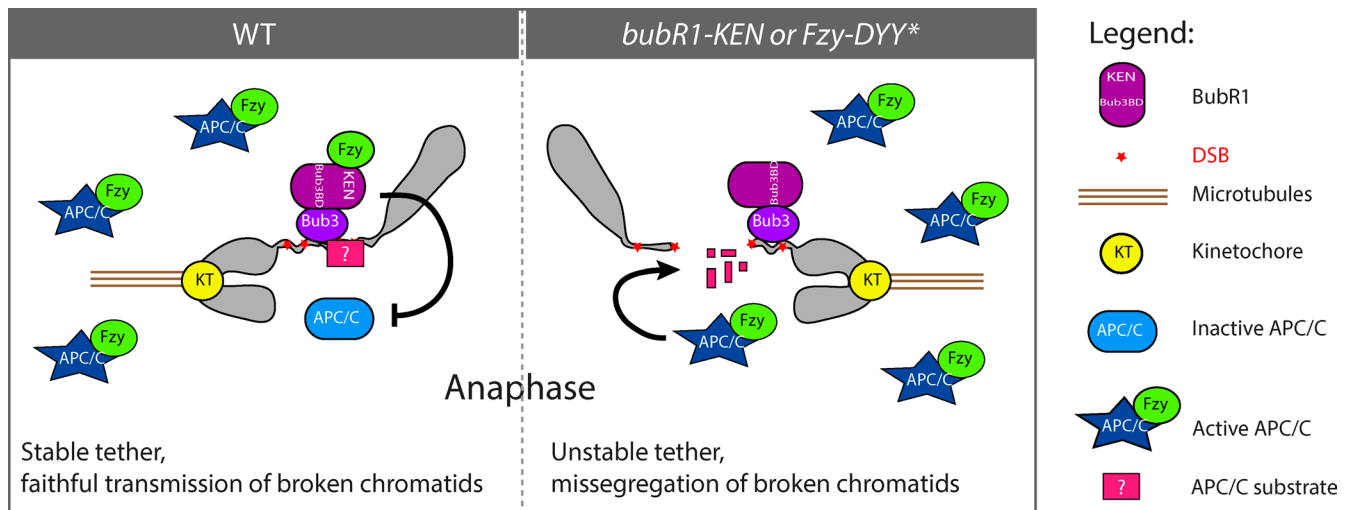 WT
bubR1-KEN or Fzy-DYY*
Legend:
Fzy
APC/C
Fzy
APC/C
Fzy
APC/C
Fzy
KEN
Bub3BD
Bub3
?
KT
APC/C
Bub3BD
Bub3
KT
Fzy
APC/C
Fzy
APC/C
Fzy
APC/C
Fzy
APC/C
Anaphase
Stable tether,
faithful transmission of broken chromatids
Unstable tether,
missegregation of broken chromatids
KEN
Bub3BD
BubR1
DSB
Microtubules
KT
Kinetochore
APC/C
Inactive APC/C
Fzy
APC/C
Active APC/C
?
APC/C substrate